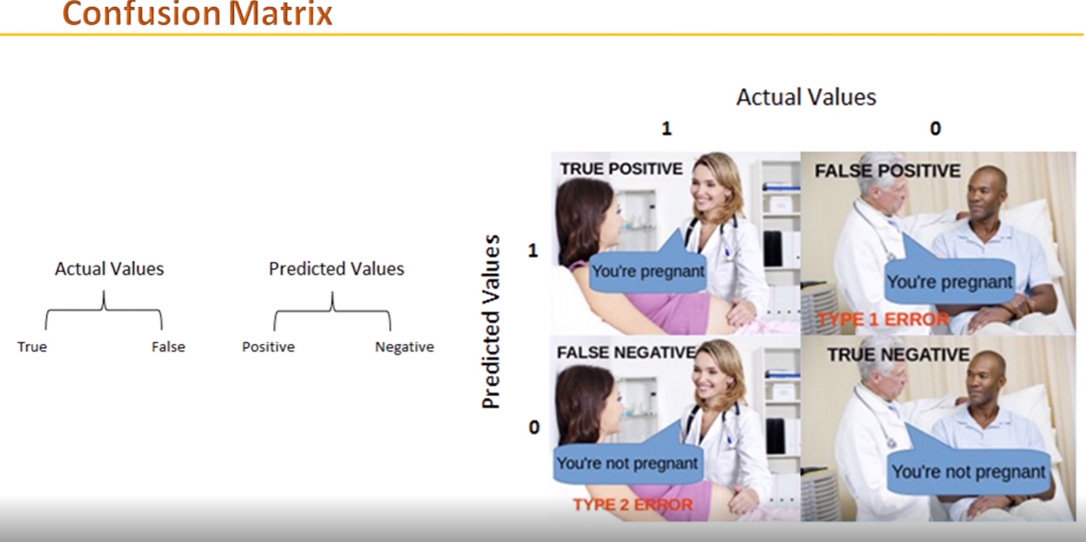 Confusion Matrix
Actual Values
1
0
Predicted Values
1
0
TRUE POSITIVE
You're pregnant
FALSE POSITIVE
You're pregnant
TYPE 1 ERROR
FALSE NEGATIVE
You're not pregnant
TYPE 2 ERROR
TRUE NEGATIVE
You're not pregnant
Actual Values
True
False
Predicted Values
Positive
Negative